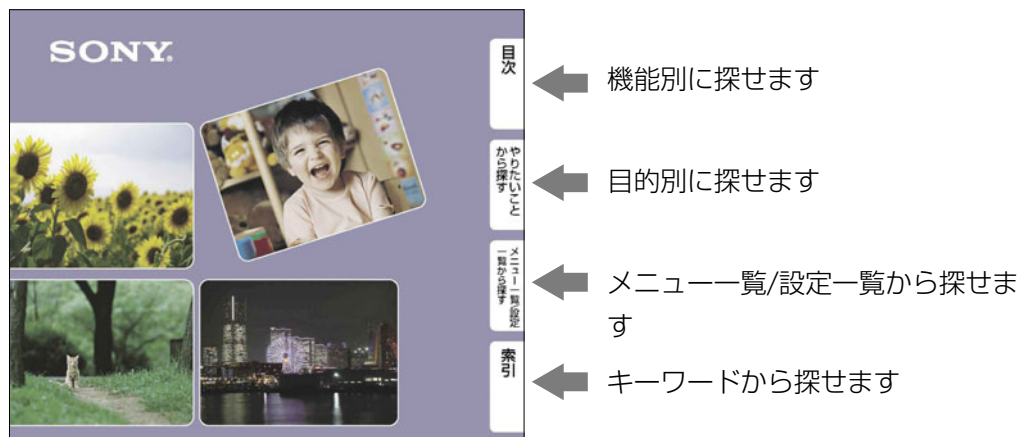 SONY®
目次
機能別に探せます
やりたいこと
から探す
目的別に探せます
メニュー一覧/設定
一覧から探す
メニュー一覧/設定一覧から探せま
す
索引
キーワードから探せます